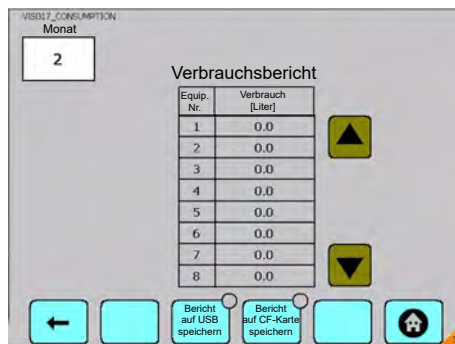 VIS017_CONSUMPTION
Monat
2
Verbrauchsbericht
Equip. Nr.
Verbrauch [Liter]
1 0.0
2 0.0
3 0.0
4 0.0
5 0.0
6 0.0
7 0.0
8 0.0
Bericht auf USB speichern
Bericht auf CF-Karte speichern